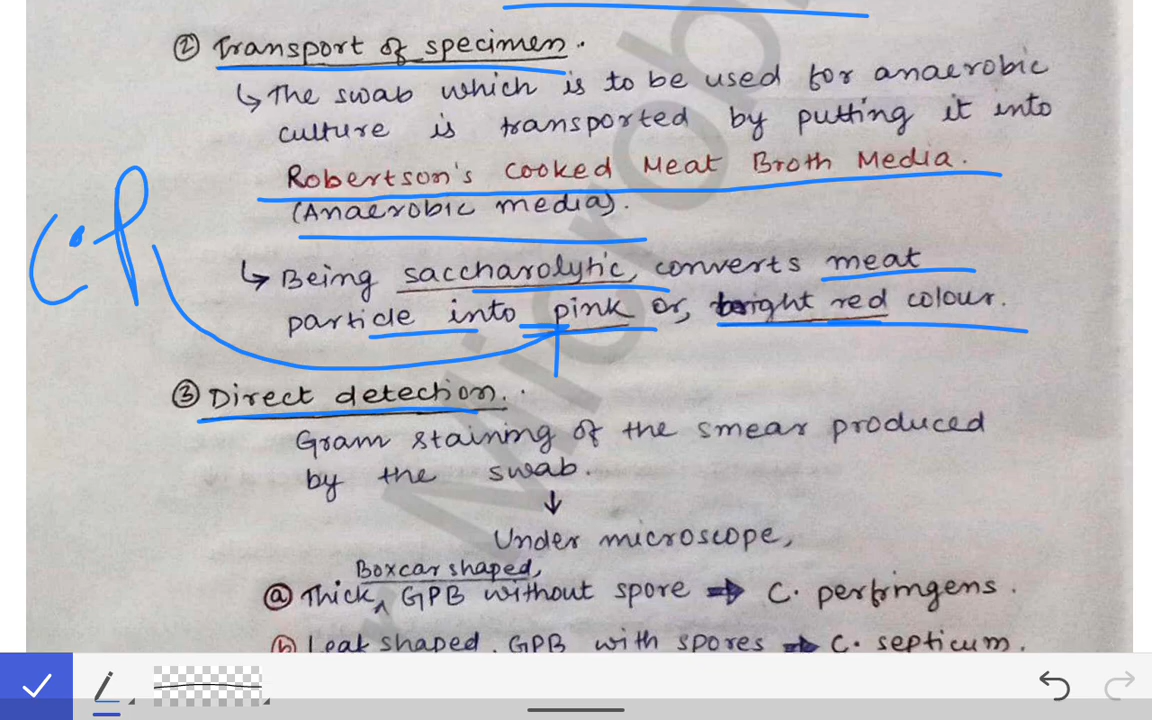 ② Transport of specimen.
↳ The swab which is to be used for anaerobic
culture is transported by putting it into
Robertson's Cooked Meat Broth Media.
(Anaerobic media).
C.P.
↳ Being saccharolytic, converts meat
particle into pink or, bright red colour.
③ Direct detection.
Gram staining of the smear produced
by the swab.
↓
Under microscope,
Boxcar shaped,
ⓐ Thick ^ GPB without spore ⇒ C. perfringens.
ⓑ Leaf shaped, GPB with spores ⇒ C. septicum.